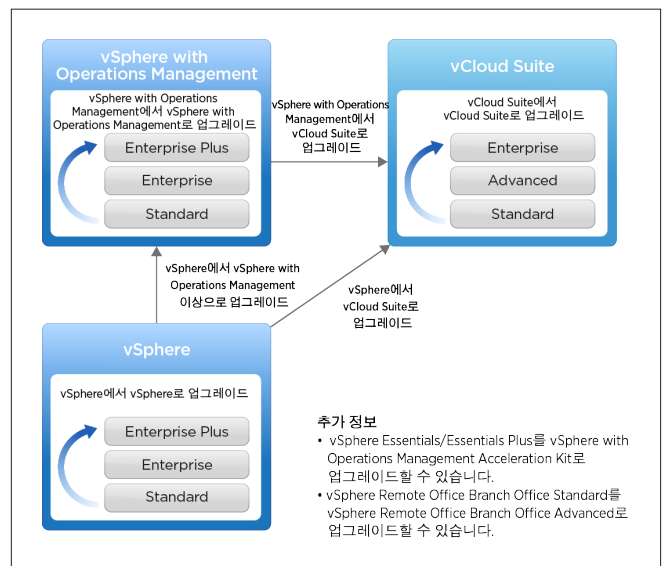 vSphere with
Operations Management
vSphere with Operations
Management에서 vSphere with
Operations Management로 업그레이드
Enterprise Plus
Enterprise
Standard
vSphere with Operations
Management에서
vCloud Suite로
업그레이드
vCloud Suite
vCloud Suite에서
vCloud Suite로 업그레이드
Enterprise
Advanced
Standard
vSphere에서 vSphere with
Operations Management
이상으로 업그레이드
vSphere에서
vCloud Suite로
업그레이드
vSphere
vSphere에서 vSphere로 업그레이드
Enterprise Plus
Enterprise
Standard
추가 정보
• vSphere Essentials/Essentials Plus를 vSphere with
Operations Management Acceleration Kit로
업그레이드할 수 있습니다.
• vSphere Remote Office Branch Office Standard를
vSphere Remote Office Branch Office Advanced로
업그레이드할 수 있습니다.